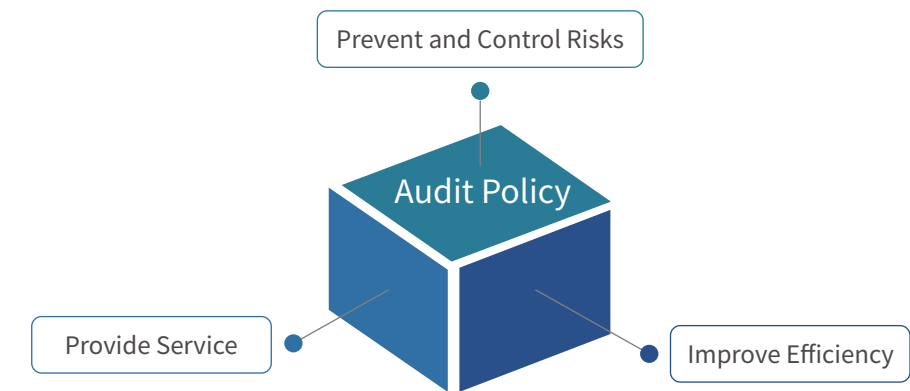 Prevent and Control Risks
Audit Policy
Provide Service
Improve Efficiency